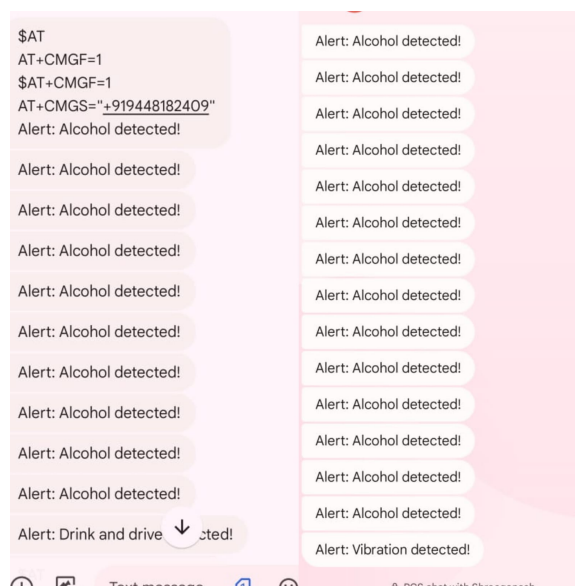 $AT
AT+CMGF=1
$AT+CMGF=1
AT+CMGS="+919448182409"
Alert: Alcohol detected!
Alert: Alcohol detected!
Alert: Alcohol detected!
Alert: Alcohol detected!
Alert: Alcohol detected!
Alert: Alcohol detected!
Alert: Alcohol detected!
Alert: Alcohol detected!
Alert: Alcohol detected!
Alert: Alcohol detected!
Alert: Drink and drive cted!
Text message
Alert: Alcohol detected!
Alert: Alcohol detected!
Alert: Alcohol detected!
Alert: Alcohol detected!
Alert: Alcohol detected!
Alert: Alcohol detected!
Alert: Alcohol detected!
Alert: Alcohol detected!
Alert: Alcohol detected!
Alert: Alcohol detected!
Alert: Alcohol detected!
Alert: Alcohol detected!
Alert: Alcohol detected!
Alert: Alcohol detected!
Alert: Vibration detected!